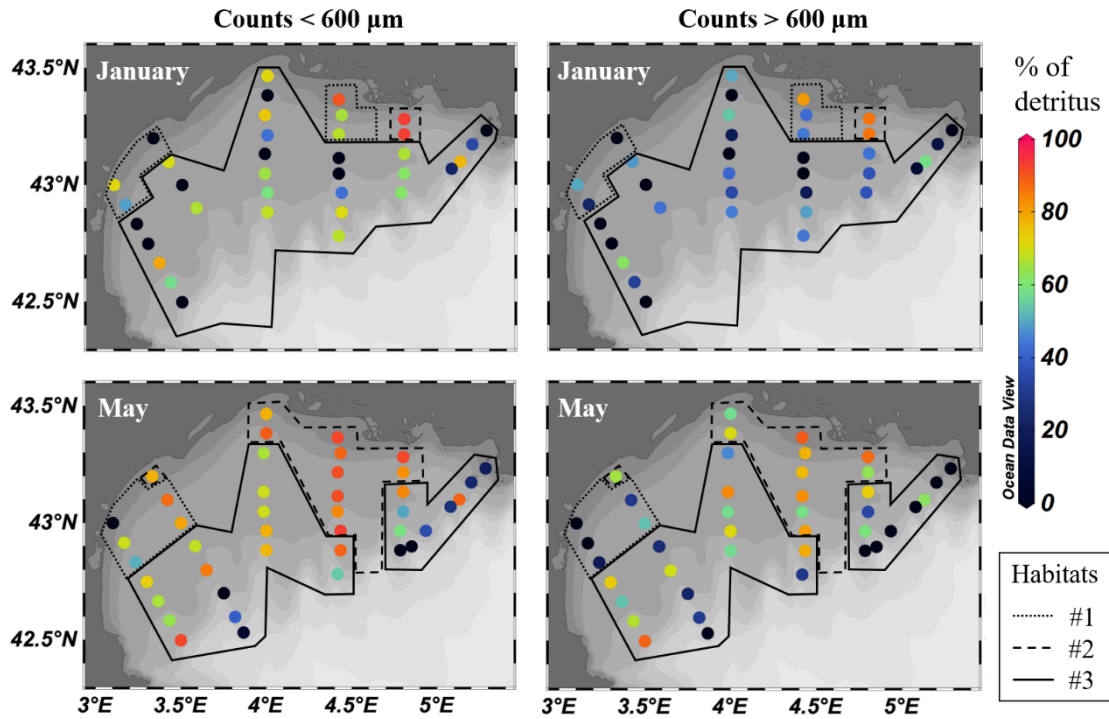 Counts < 600 µm
Counts > 600 µm
43.5°N
43°N
42.5°N
January
January
% of
detritus
100
80
60
40
20
0
Ocean Data View
43.5°N
43°N
42.5°N
May
May
3°E 3.5°E 4°E 4.5°E 5°E
3°E 3.5°E 4°E 4.5°E 5°E
Habitats
#1
#2
#3